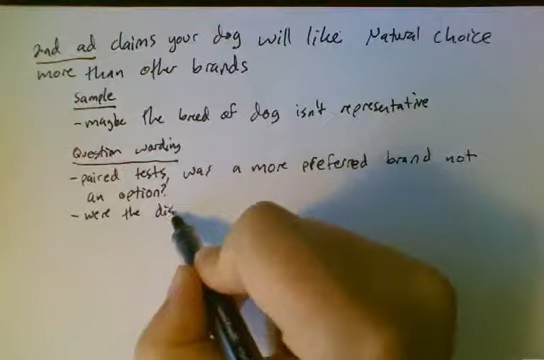 2nd ad claims your dog will like Natural Choice
more than other brands
Sample
- maybe the breed of dog isn't representative
Question wording
- paired tests, was a more preferred brand not
an option?
- were the dis